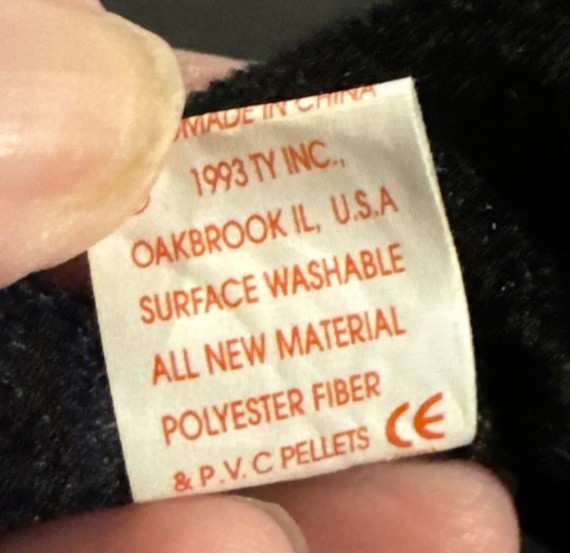 MADE IN CHINA
© 1993 TY INC.,
OAKBROOK IL, U.S.A
SURFACE WASHABLE
ALL NEW MATERIAL
POLYESTER FIBER
& P.V.C PELLETS CE